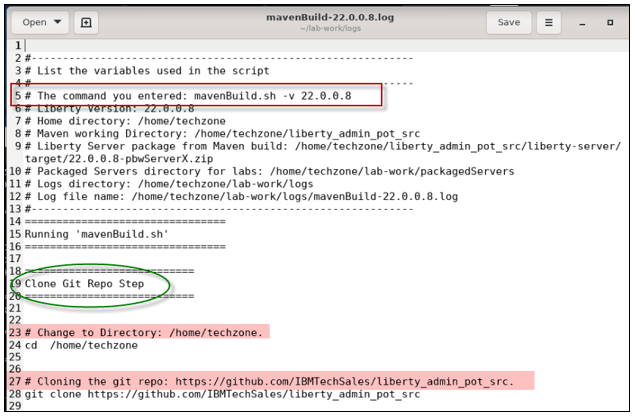 Open
mavenBuild-22.0.0.8.log
~/lab-work/logs
Save
1
2 #-------------------------------------------------------------
3 # List the variables used in the script
4 #-------------------------------------------------------------
5 # The command you entered: mavenBuild.sh -v 22.0.0.8
6 # Liberty Version: 22.0.0.8
7 # Home directory: /home/techzone
8 # Maven working Directory: /home/techzone/liberty_admin_pot_src
9 # Liberty Server package from Maven build: /home/techzone/liberty_admin_pot_src/liberty-server/
target/22.0.0.8-pbwServerX.zip
10 # Packaged Servers directory for labs: /home/techzone/lab-work/packagedServers
11 # Logs directory: /home/techzone/lab-work/logs
12 # Log file name: /home/techzone/lab-work/logs/mavenBuild-22.0.0.8.log
13 #-------------------------------------------------------------
14 ================================
15 Running 'mavenBuild.sh'
16 ================================
17
18 ===========================
19 Clone Git Repo Step
20 ===========================
21
22
23 # Change to Directory: /home/techzone.
24 cd  /home/techzone
25
26
27 # Cloning the git repo: https://github.com/IBMTechSales/liberty_admin_pot_src.
28 git clone https://github.com/IBMTechSales/liberty_admin_pot_src
29